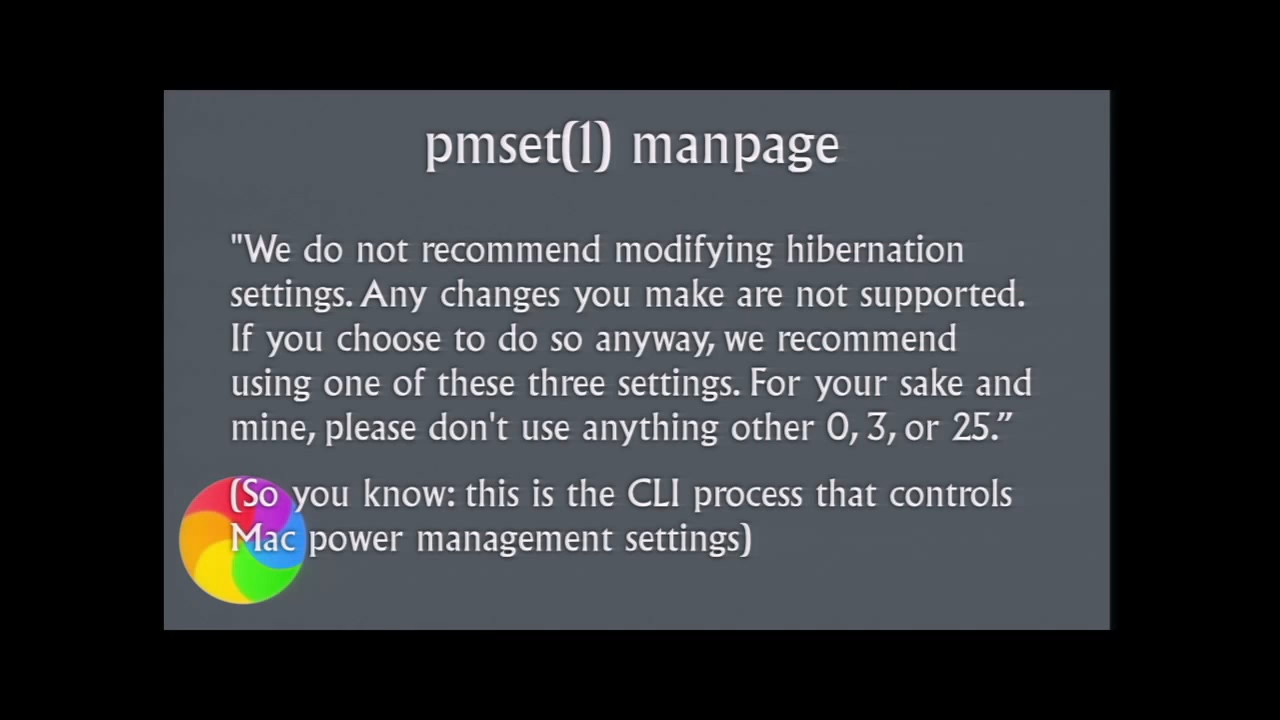 pmset(1) manpage
"We do not recommend modifying hibernation
settings. Any changes you make are not supported.
If you choose to do so anyway, we recommend
using one of these three settings. For your sake and
mine, please don't use anything other 0, 3, or 25.”
(So you know: this is the CLI process that controls
Mac power management settings)